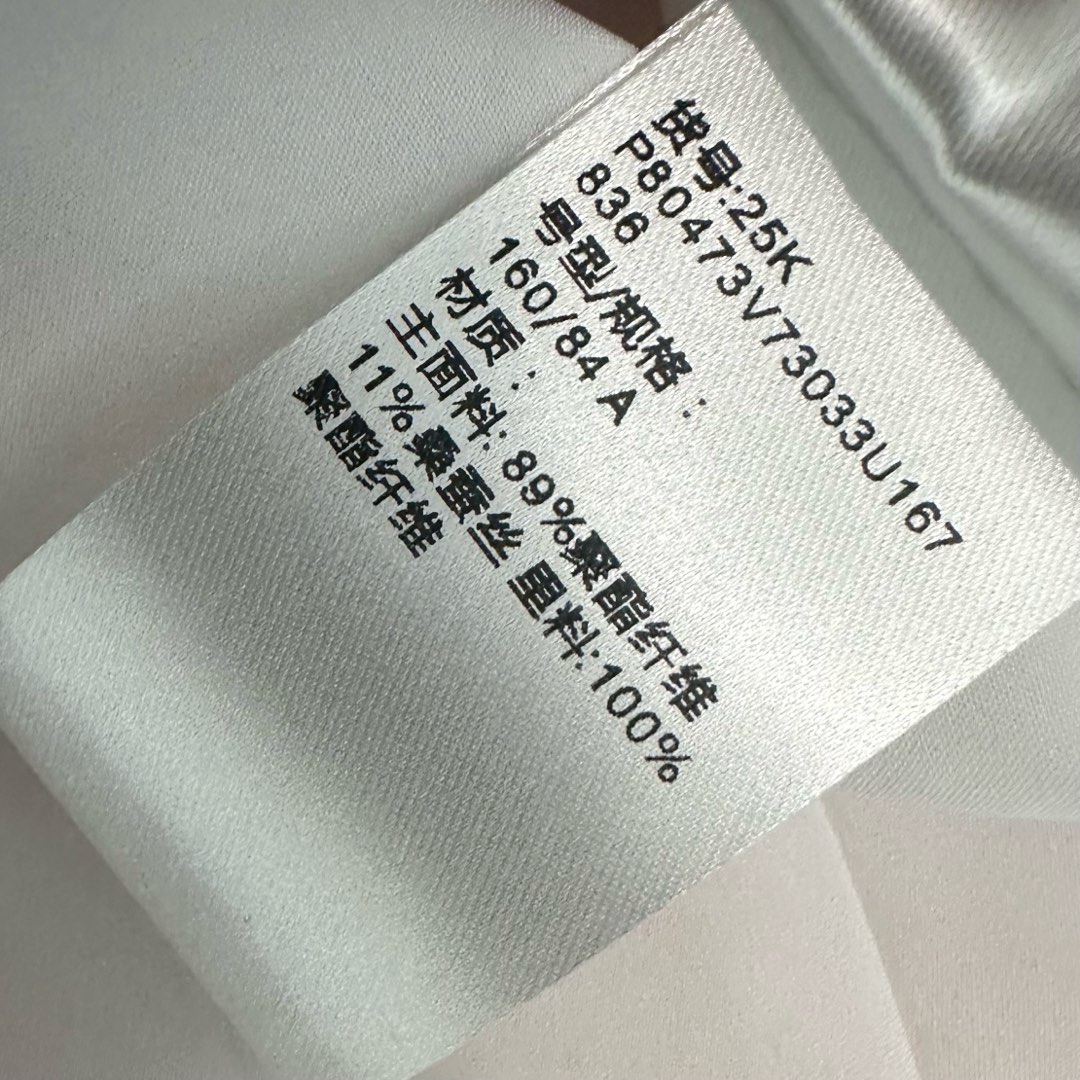 货号:25K
P80473V73033U167
836
号型/规格:
160/84 A
材质:
主面料:89%聚酯纤维
11%桑蚕丝 里料:100%
聚酯纤维